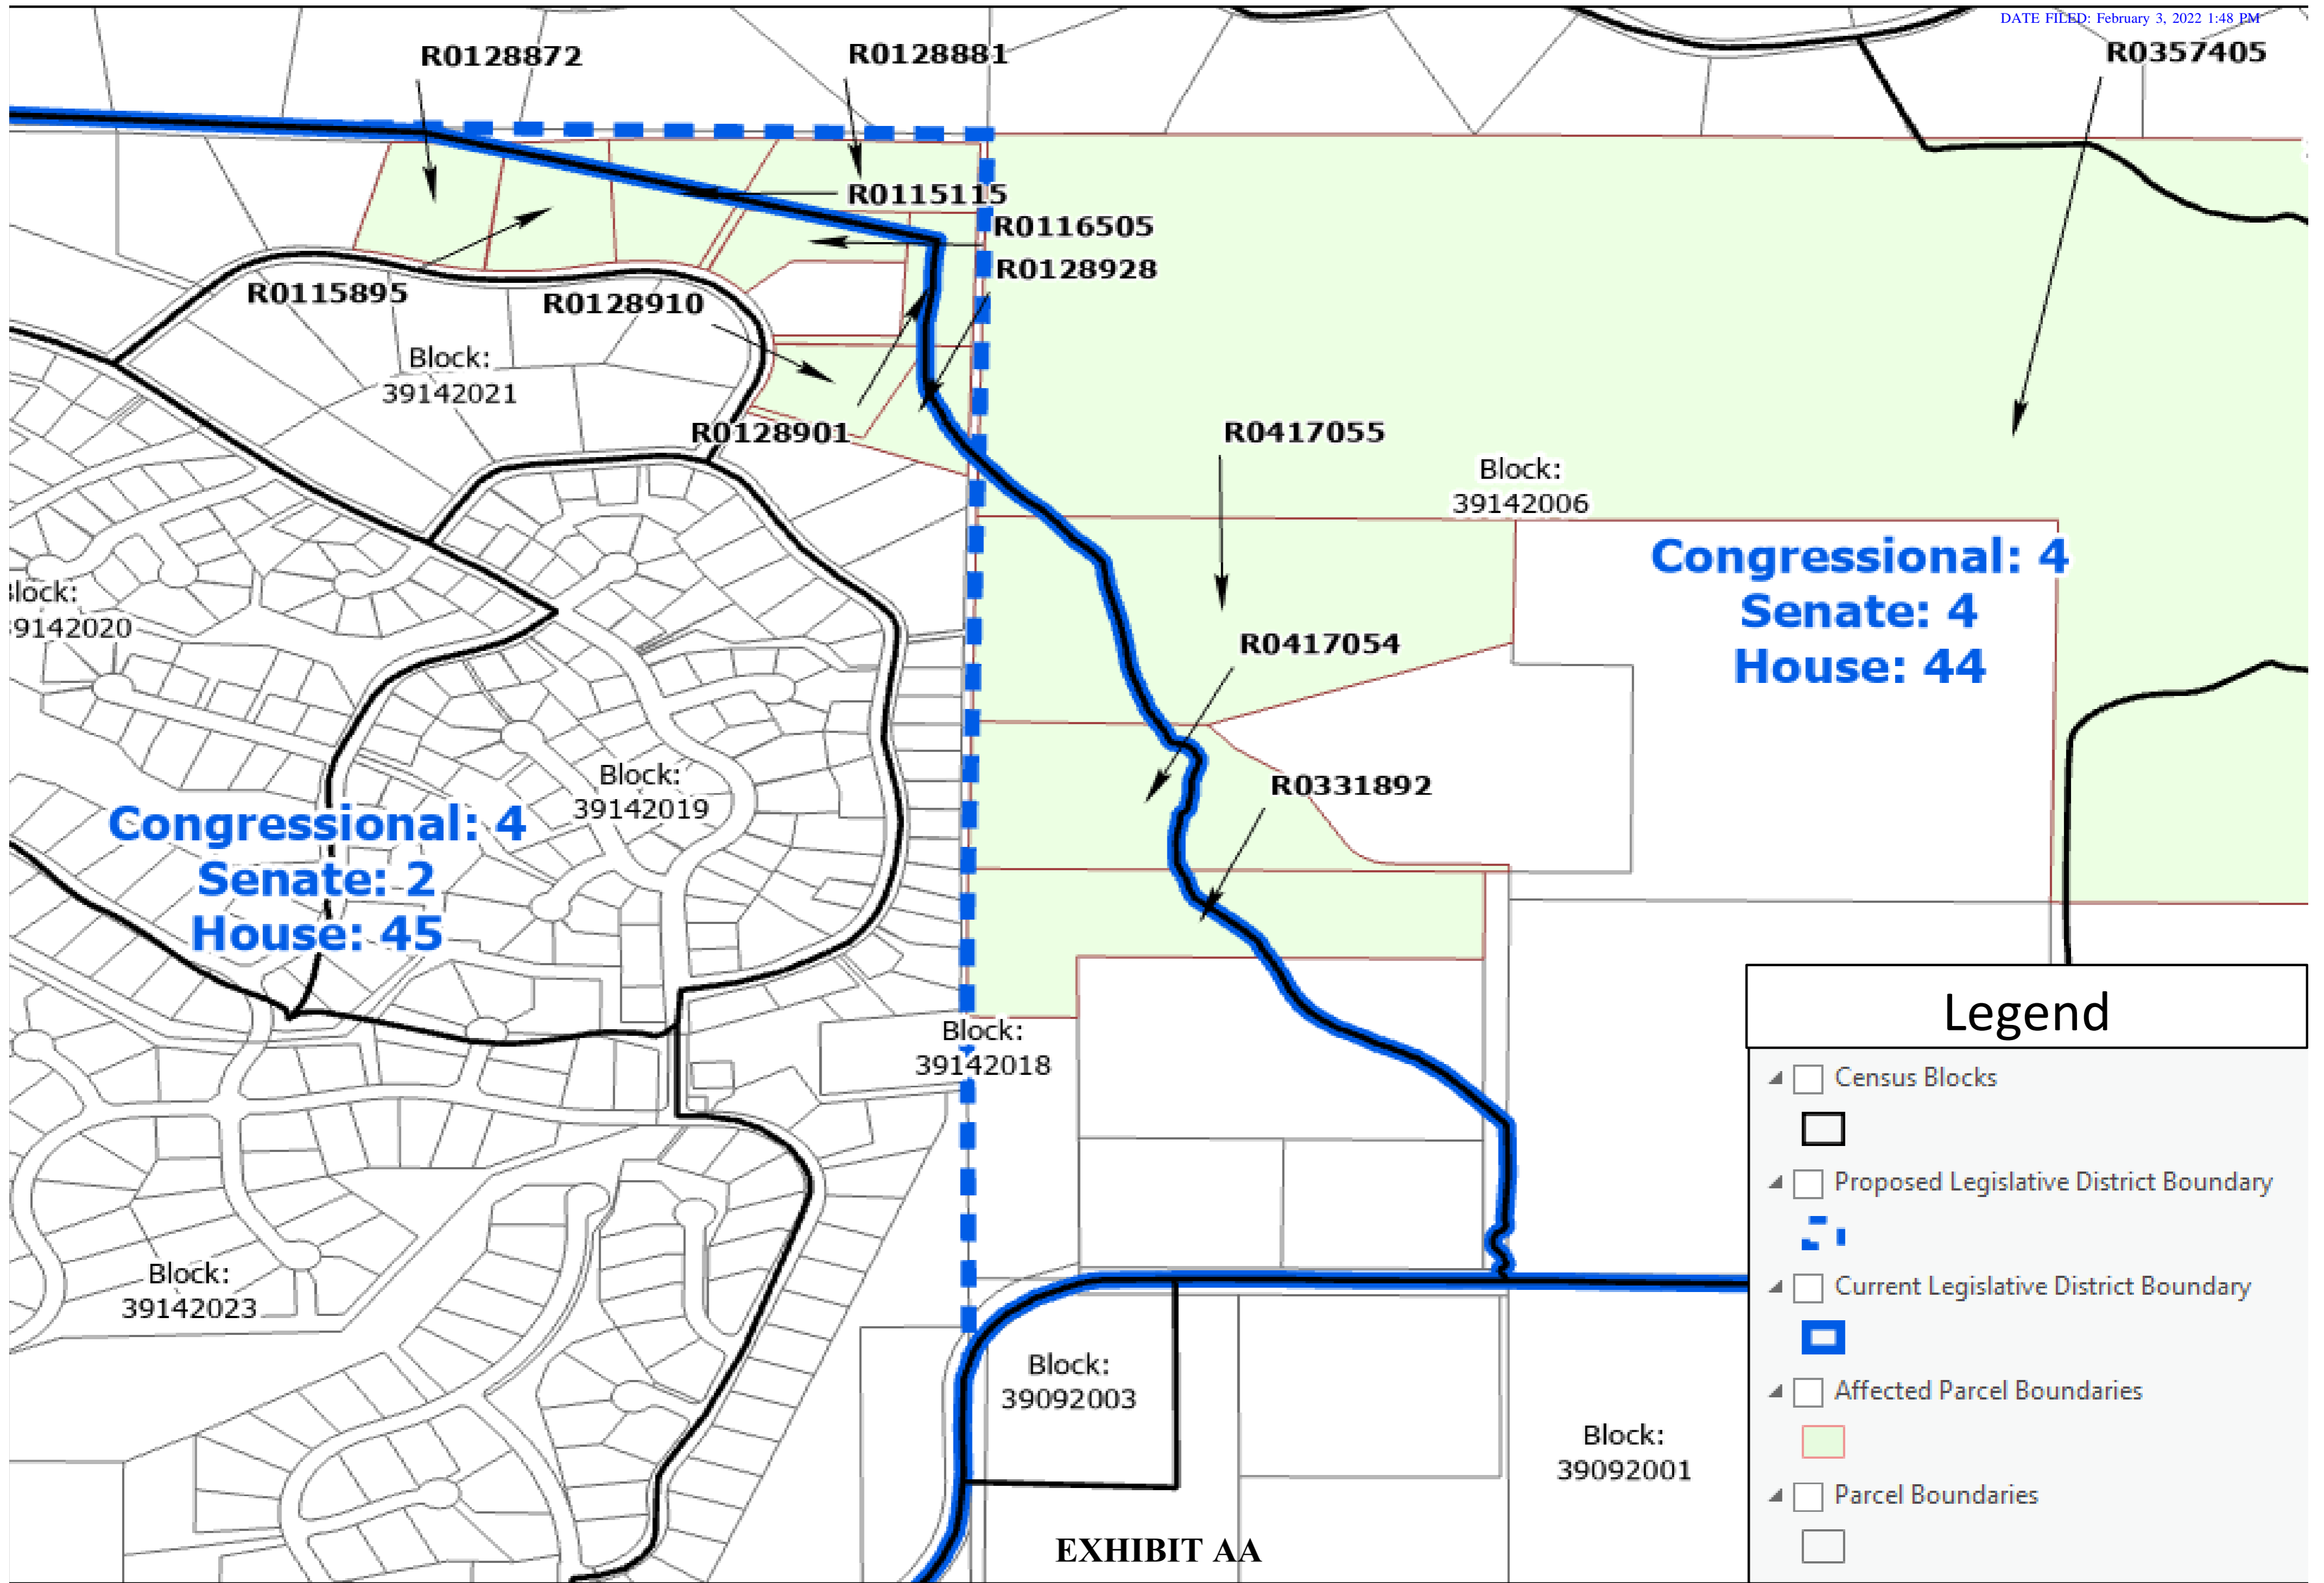 DATE FILED: February 3, 2022 1:48 PM
R0128872
R0128881
R0357405
R0115115
R0116505
R0128928
R0115895
R0128910
Block:
39142021
R0128901
R0417055
Block:
39142006
Congressional: 4
Senate: 4
House: 44
Block:
39142020
R0417054
Block:
39142019
R0331892
Congressional: 4
Senate: 2
House: 45
Block:
39142018
Legend
Census Blocks
Proposed Legislative District Boundary
Current Legislative District Boundary
Affected Parcel Boundaries
Parcel Boundaries
Block:
39142023
Block:
39092003
Block:
39092001
EXHIBIT AA